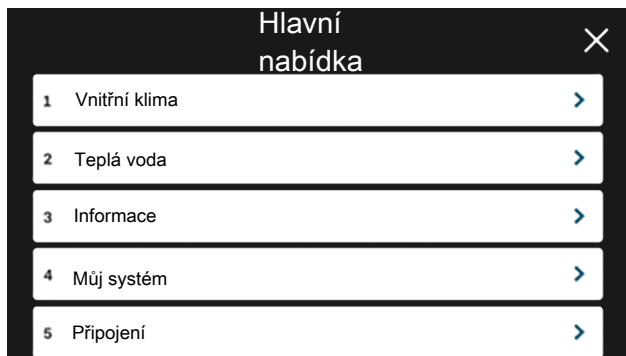 Hlavní
nabídka
1 Vnitřní klima
2 Teplá voda
3 Informace
4 Můj systém
5 Připojení